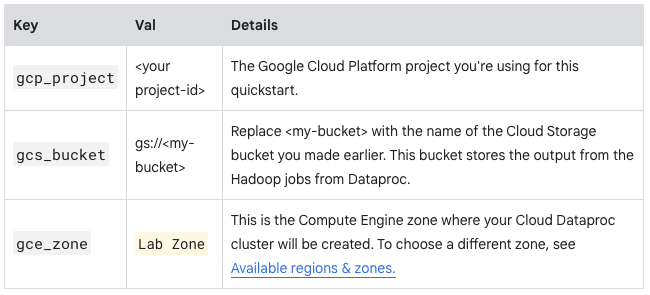 Key Val Details
gcp_project
<your
project-id>
The Google Cloud Platform project you're using for this
quickstart.
gcs_bucket
gs://<my-
bucket>
Replace <my-bucket> with the name of the Cloud Storage
bucket you made earlier. This bucket stores the output from the
Hadoop jobs from Dataproc.
gce_zone
Lab Zone
This is the Compute Engine zone where your Cloud Dataproc
cluster will be created. To choose a different zone, see
Available regions & zones.